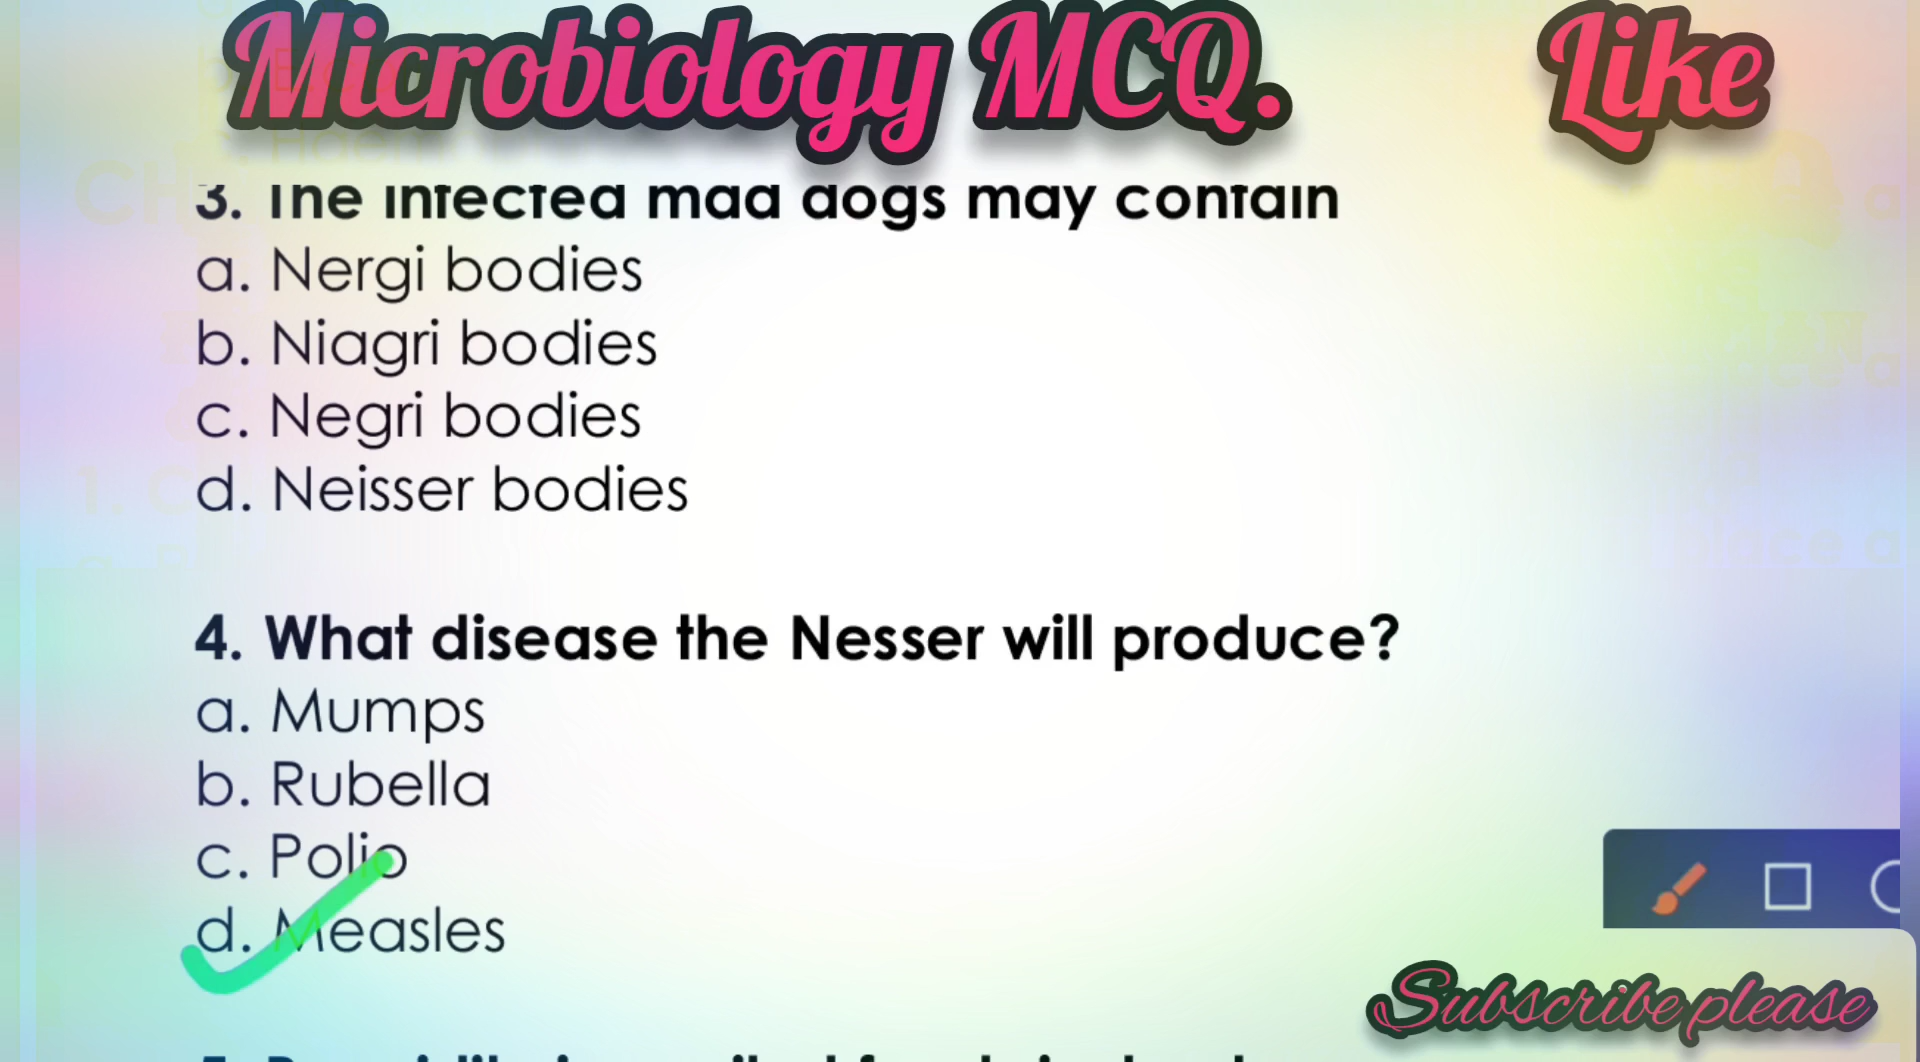 Microbiology MCQ. Like
3. The infected mad dogs may contain
a. Nergi bodies
b. Niagri bodies
c. Negri bodies
d. Neisser bodies
4. What disease the Nesser will produce?
a. Mumps
b. Rubella
c. Polio
d. Measles
Subscribe please